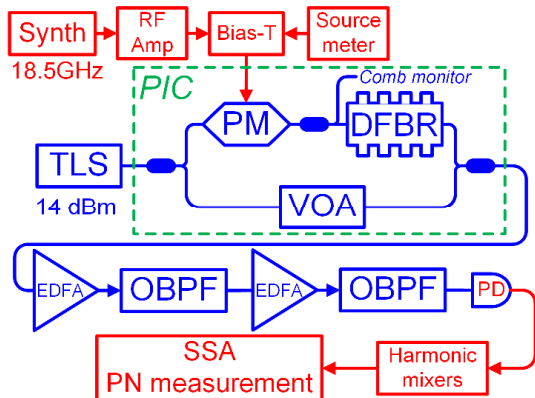 Synth
RF
Amp
Bias-T
Source
meter
18.5GHz
PIC
Comb monitor
PM
DFBR
TLS
14 dBm
VOA
EDFA
OBPF
EDFA
OBPF
PD
SSA
PN measurement
Harmonic
mixers